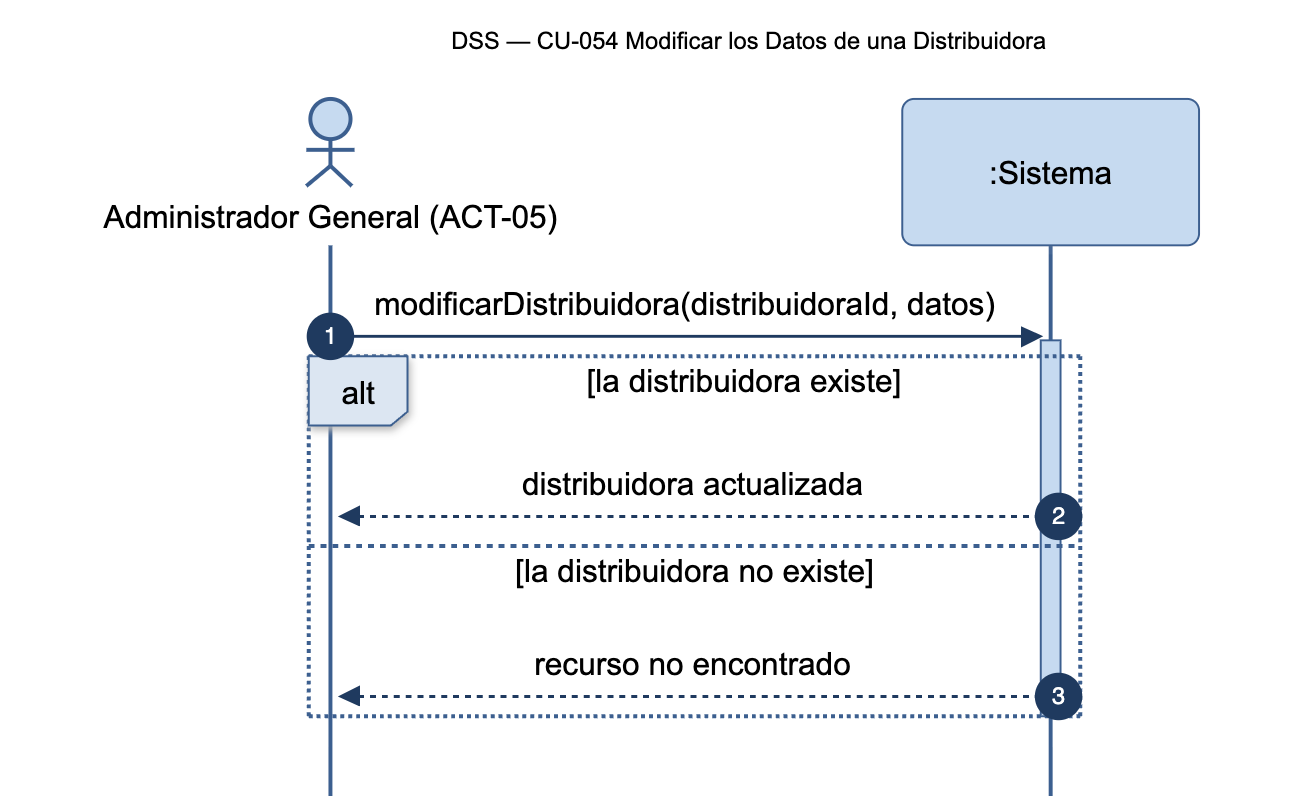 DSS — CU-054 Modificar los Datos de una Distribuidora
Administrador General (ACT-05)
:Sistema
modificarDistribuidora(distribuidoraId, datos)
1
alt
[la distribuidora existe]
distribuidora actualizada
2
[la distribuidora no existe]
recurso no encontrado
3